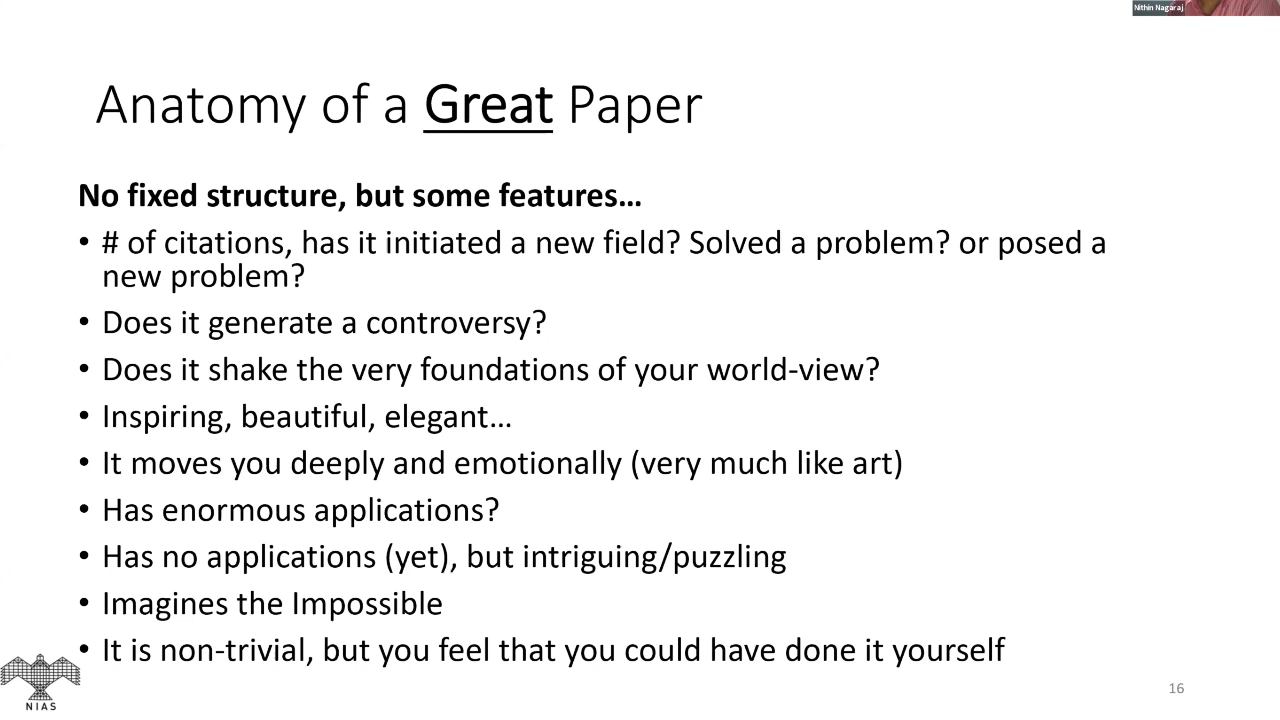 Nithin Nagaraj
Anatomy of a Great Paper
No fixed structure, but some features...
• # of citations, has it initiated a new field? Solved a problem? or posed a
new problem?
• Does it generate a controversy?
• Does it shake the very foundations of your world-view?
• Inspiring, beautiful, elegant...
• It moves you deeply and emotionally (very much like art)
• Has enormous applications?
• Has no applications (yet), but intriguing/puzzling
• Imagines the Impossible
• It is non-trivial, but you feel that you could have done it yourself
NIAS
16